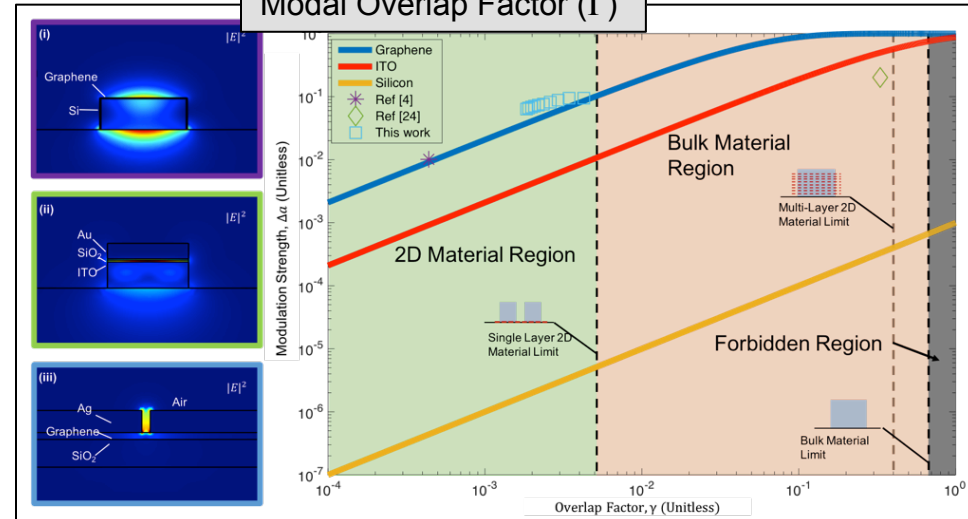 Modal Overlap Factor (Γ)
(i)
|E|²
Graphene
Si
(ii)
|E|²
Au
SiO₂
ITO
(iii)
|E|²
Ag
Air
Graphene
SiO₂
Modulation Strength, Δα (Unitless)
10⁻¹
10⁻²
10⁻³
10⁻⁴
10⁻⁵
10⁻⁶
10⁻⁷
Graphene
ITO
Silicon
Ref [4]
Ref [24]
This work
2D Material Region
Single Layer 2D
Material Limit
Bulk Material
Region
Multi-Layer 2D
Material Limit
Forbidden Region
Bulk Material
Limit
10⁻⁴
10⁻³
10⁻²
10⁻¹
10⁰
Overlap Factor, γ (Unitless)